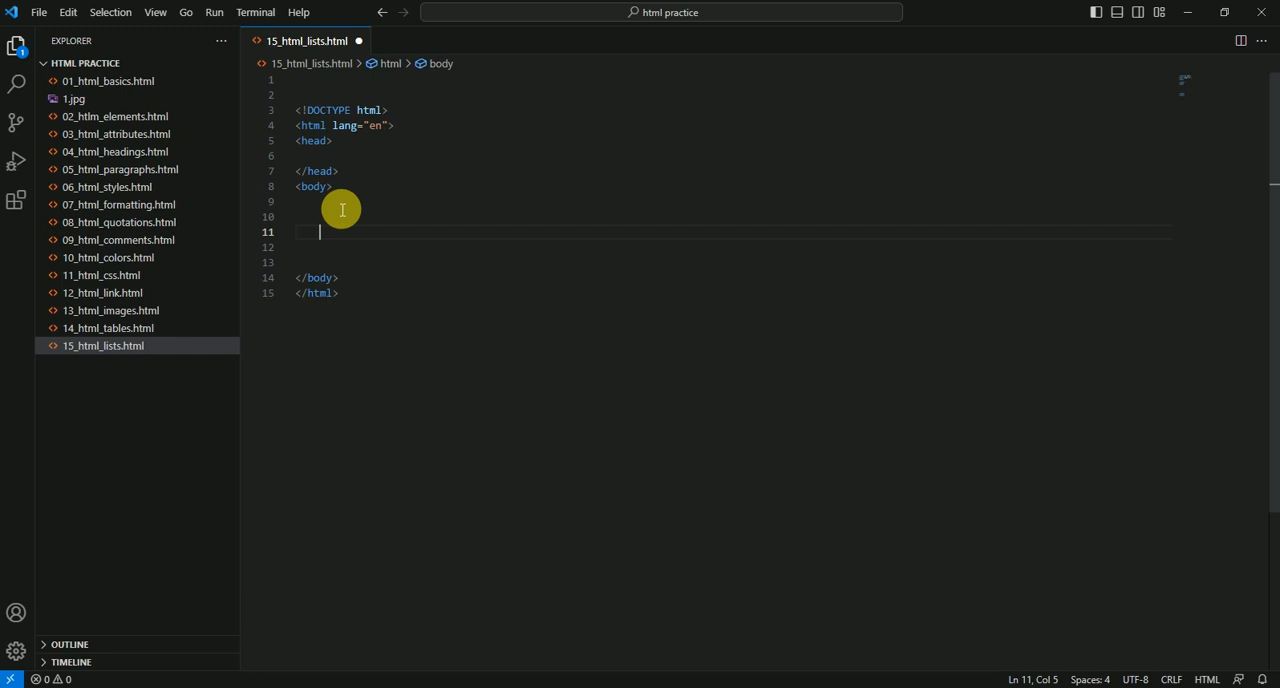 File Edit Selection View Go Run Terminal Help
html practice
EXPLORER
HTML PRACTICE
01_html_basics.html
1.jpg
02_htlm_elements.html
03_html_attributes.html
04_html_headings.html
05_html_paragraphs.html
06_html_styles.html
07_html_formatting.html
08_html_quotations.html
09_html_comments.html
10_html_colors.html
11_html_css.html
12_html_link.html
13_html_images.html
14_html_tables.html
15_html_lists.html
OUTLINE
TIMELINE
1
15_html_lists.html
15_html_lists.html > html > body
1
2
3 <!DOCTYPE html>
4 <html lang="en">
5 <head>
6
7 </head>
8 <body>
9
10
11
12
13
14 </body>
15 </html>
0 0
Ln 11, Col 5 Spaces: 4 UTF-8 CRLF HTML